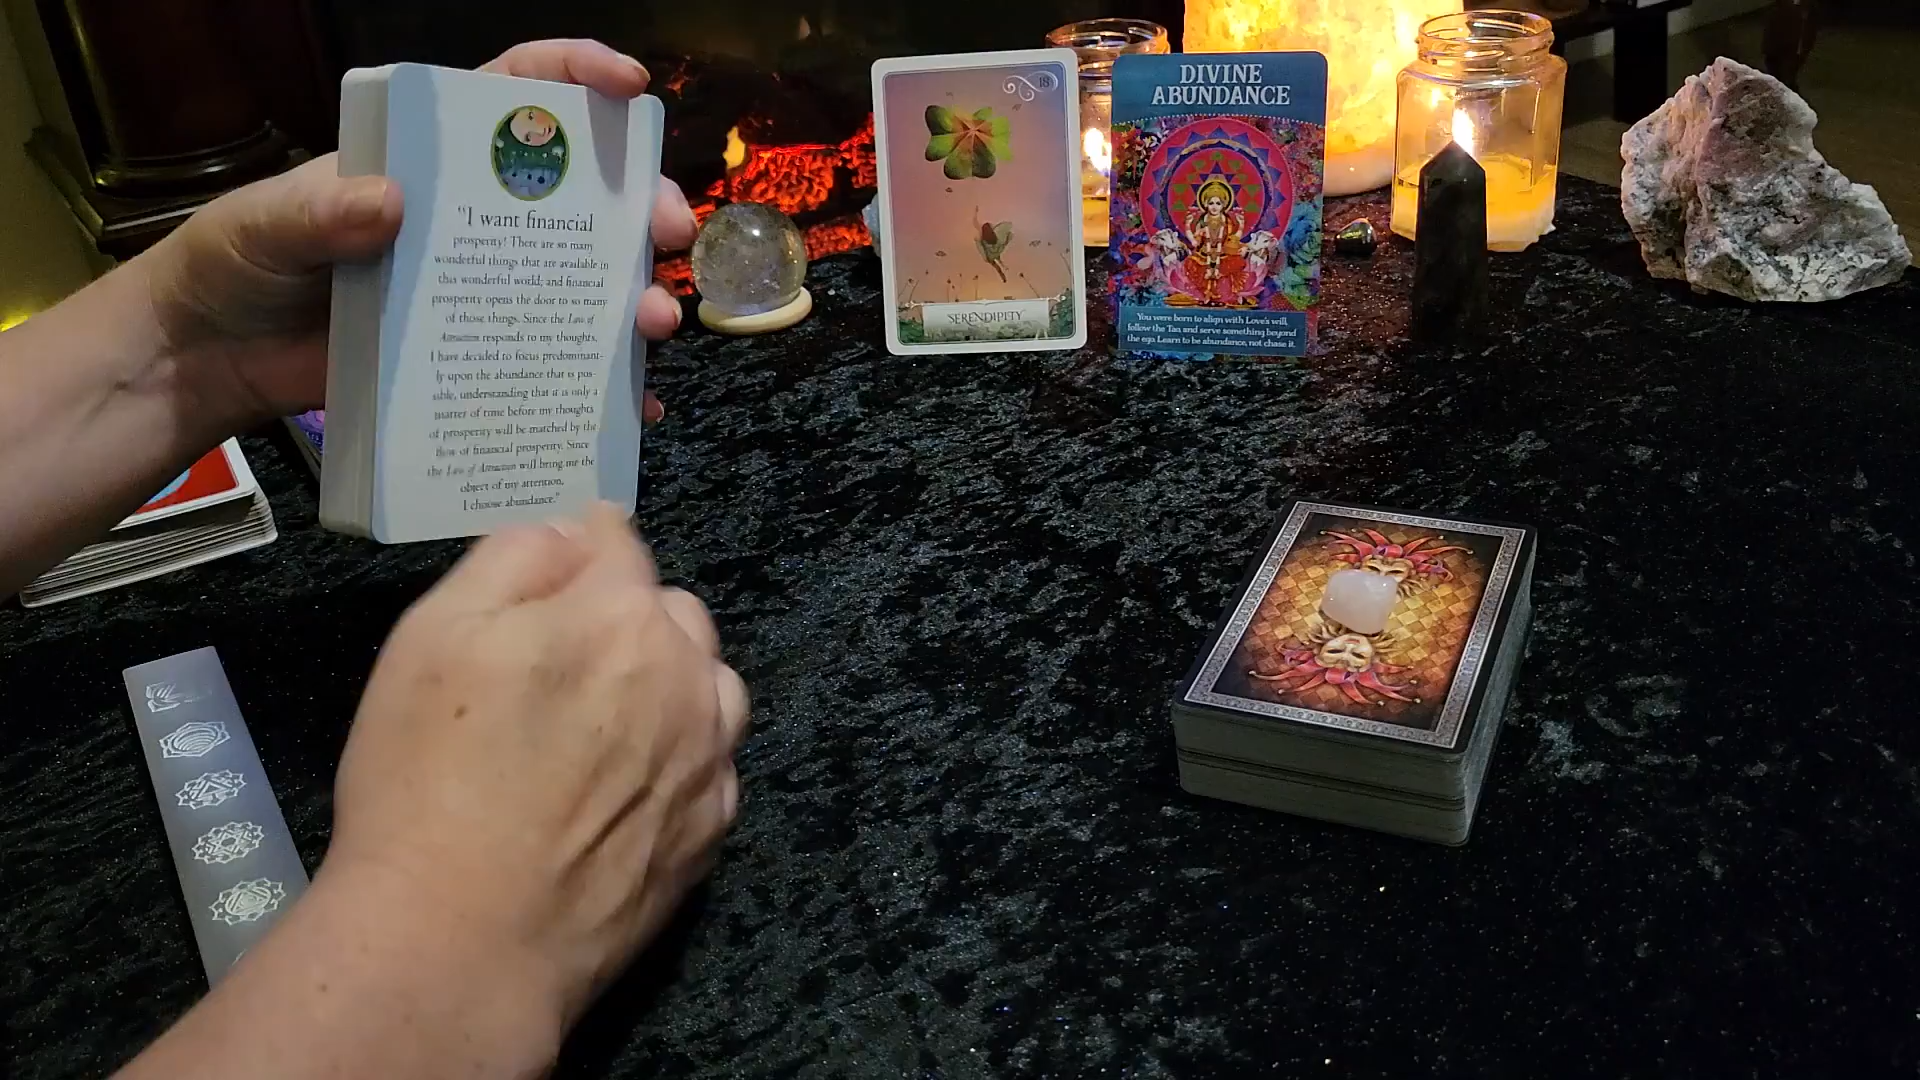 "I want financial
prosperity! There are so many
wonderful things that are available in
this wonderful world; and financial
prosperity opens the door to so many
of those things. Since the Law of
Attraction responds to my thoughts,
I have decided to focus predominant-
ly upon the abundance that is pos-
sible, understanding that it is only a
matter of time before my thoughts
of prosperity will be matched by the
flow of financial prosperity. Since
the Law of Attraction will bring me the
object of my attention,
I choose abundance."
18
SERENDIPITY
DIVINE
ABUNDANCE
You were born to align with Love's will,
follow the Tao and serve something beyond
the ego Learn to be abundance, not chase it.